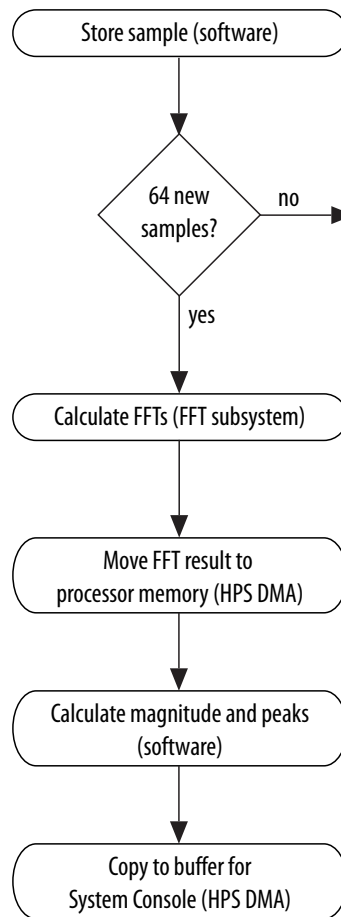 Store sample (software)
64 new
samples?
no
yes
Calculate FFTs (FFT subsystem)
Move FFT result to
processor memory (HPS DMA)
Calculate magnitude and peaks
(software)
Copy to buffer for
System Console (HPS DMA)